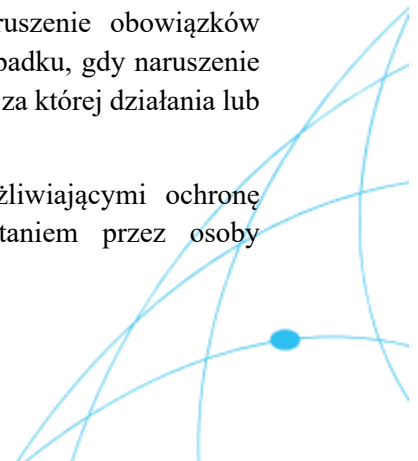 ruszenie obowiązków
padku, gdy naruszenie
za której działania lub
żliwiającymi ochronę
taniem przez osoby